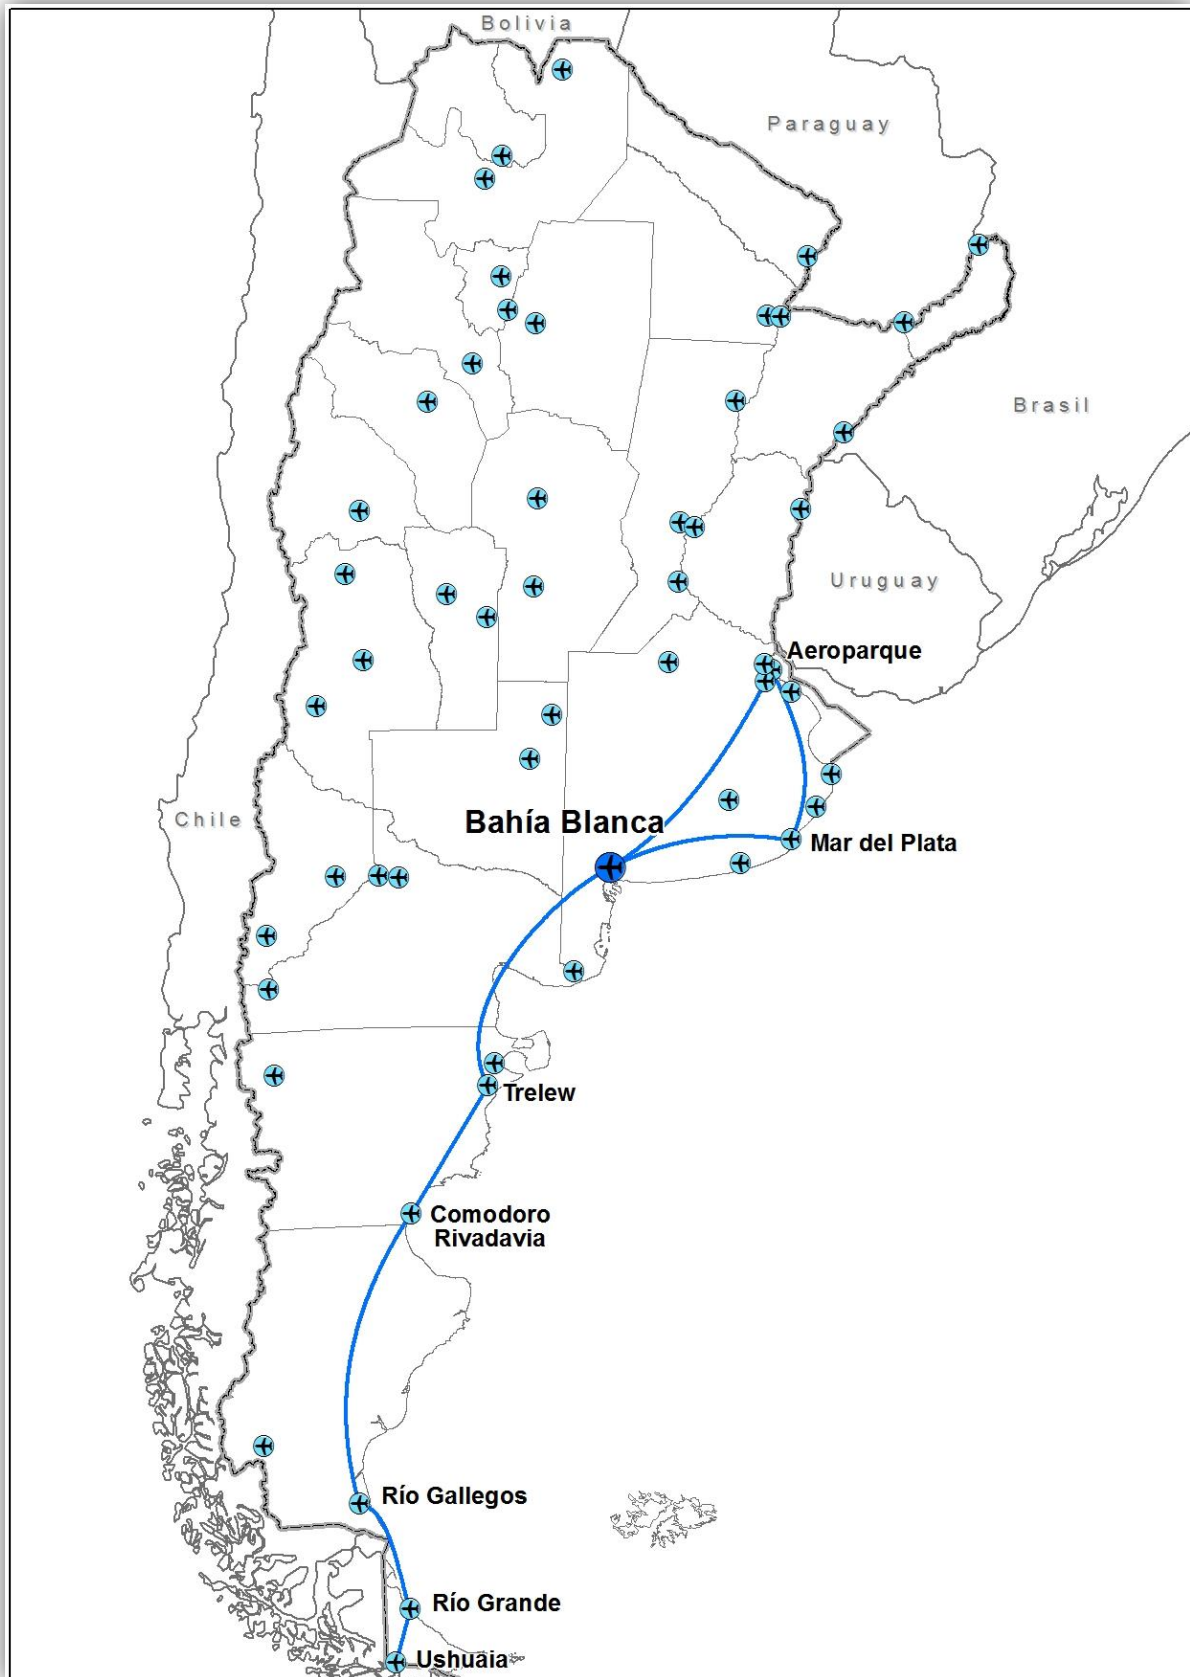 Bolivia
Paraguay
Brasil
Uruguay
Aeroparque
Chile
Bahía Blanca
Mar del Plata
Trelew
Comodoro
Rivadavia
Río Gallegos
Río Grande
Ushuaia